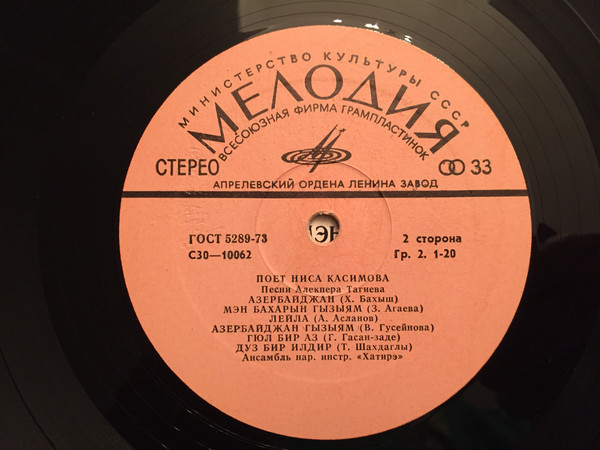 МИНИСТЕРСТВО КУЛЬТУРЫ СССР
МЕЛОДИЯ
ВСЕСОЮЗНАЯ ФИРМА ГРАМПЛАСТИНОК
СТЕРЕО 33
АПРЕЛЕВСКИЙ ОРДЕНА ЛЕНИНА ЗАВОД
ГОСТ 5289-73 2 сторона
С30—10062 Гр. 2. 1-20
ПОЕТ НИСА КАСИМОВА
Песни Алекпера Тагиева
АЗЕРБАЙДЖАН (Х. Бахыш)
МЭН БАХАРЫН ГЫЗЫЯМ (З. Агаева)
ЛЕЙЛА (А. Асланов)
АЗЕРБАЙДЖАН ГЫЗЫЯМ (В. Гусейнова)
ГЮЛ БИР АЗ (Г. Гасан-заде)
ДУЗ БИР ИЛДИР (Т. Шахдаглы)
Ансамбль нар. инстр. «Хатирэ»